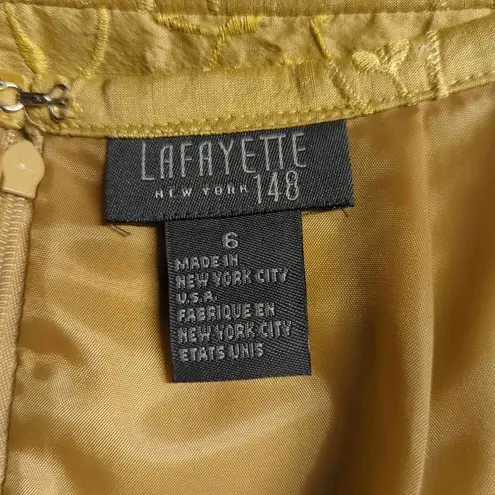 LAFAYETTE
NEW YORK 148
6
MADE IN
NEW YORK CITY
U.S.A.
FABRIQUE EN
NEW YORK CITY
ETATS UNIS